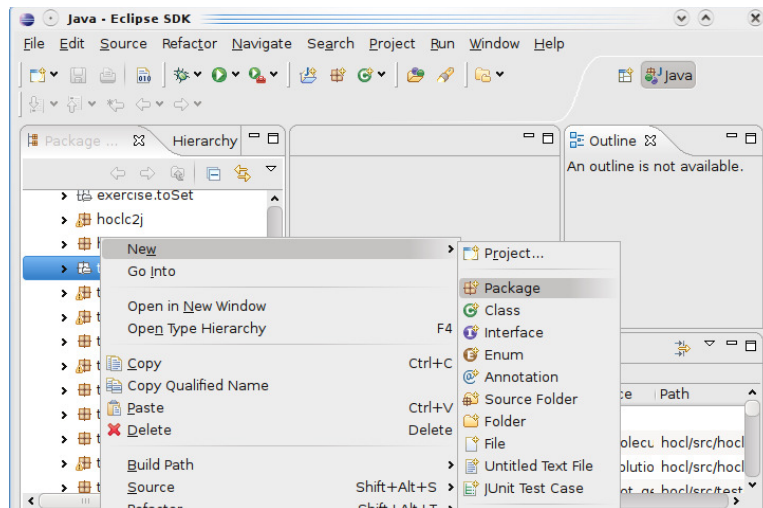 Java - Eclipse SDK
File Edit Source Refactor Navigate Search Project Run Window Help
Java
Package ... Hierarchy
Outline
An outline is not available.
exercise.toSet
hoclc2j
New
Go Into
Open in New Window
Open Type Hierarchy F4
Copy Ctrl+C
Copy Qualified Name
Paste Ctrl+V
Delete Delete
Build Path
Source Shift+Alt+S
Refactor Shift+Alt+T
Project...
Package
Class
Interface
Enum
Annotation
Source Folder
Folder
File
Untitled Text File
JUnit Test Case
Path
hocl/src/hocl
hocl/src/hocl
hocl/src/test